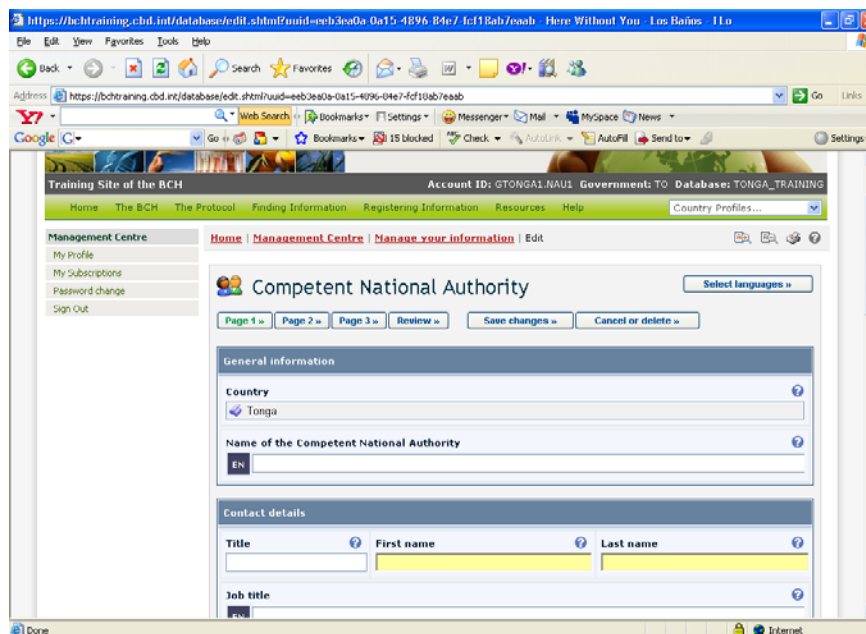 https://bchtraining.cbd.int/database/edit.shtml?uuid=eeb3ea0a-0a15-4896-84e7-fcf18ab7eaab - Here Without You - Los Baños - I Lo
File Edit View Favorites Tools Help
Back Search Favorites
Address https://bchtraining.cbd.int/database/edit.shtml?uuid=eeb3ea0a-0a15-4896-84e7-fcf18ab7eaab Go Links
Y7 Web Search Bookmarks Settings Messenger Mail MySpace News
Google G Go Bookmarks 15 blocked Check AutoLink AutoFill Send to Settings
Training Site of the BCH Account ID: GTONGA1.NAU1 Government: TO Database: TONGA_TRAINING
Home The BCH The Protocol Finding Information Registering Information Resources Help Country Profiles...
Management Centre Home | Management Centre | Manage your information | Edit
My Profile
My Subscriptions
Password change
Sign Out
Competent National Authority Select languages »
Page 1 » Page 2 » Page 3 » Review » Save changes » Cancel or delete »
General information
Country
Tonga
Name of the Competent National Authority
EN
Contact details
Title First name Last name
Job title
EN
Done Internet